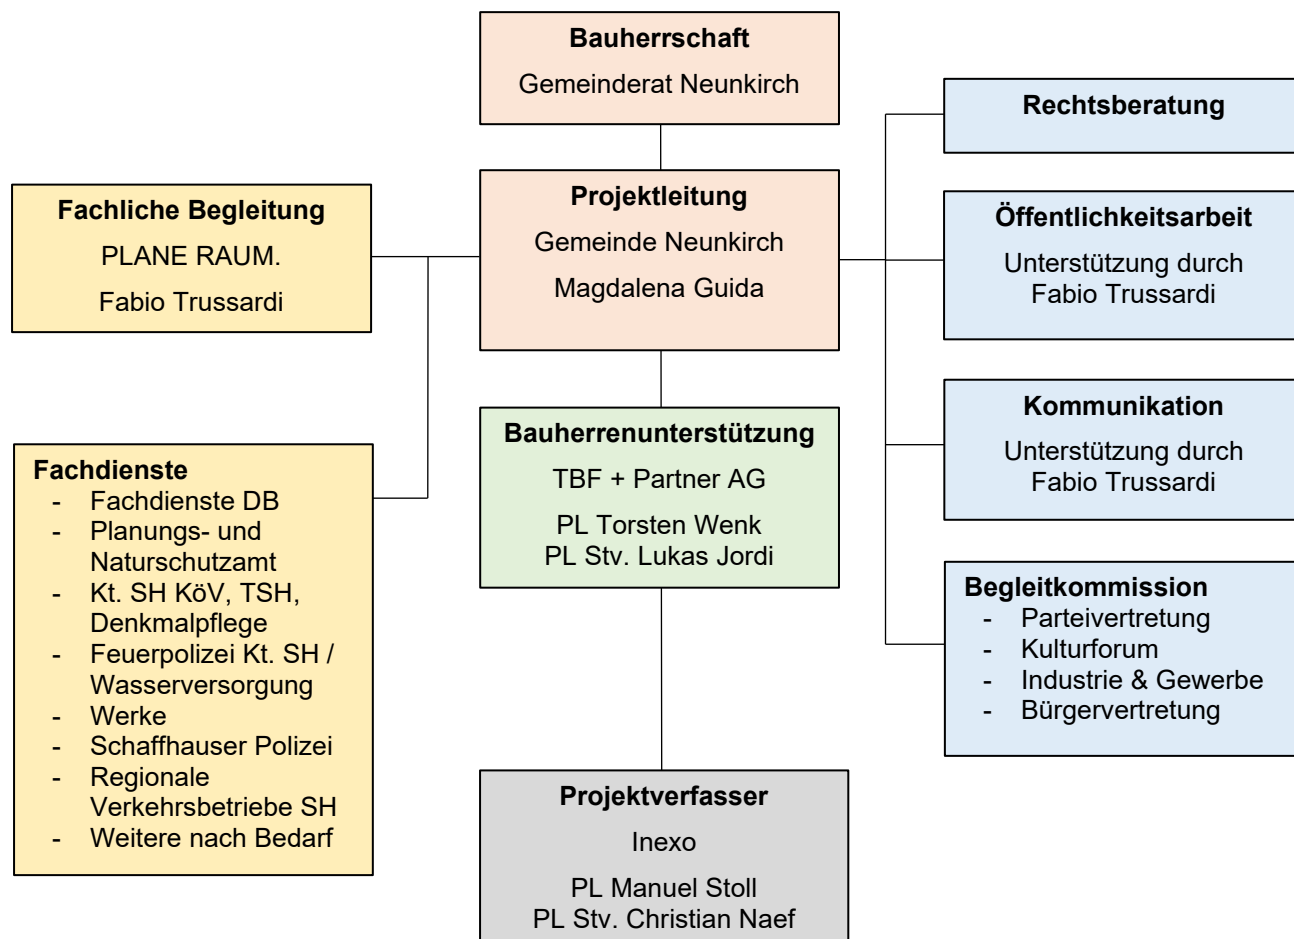 Bauherrschaft
Gemeinderat Neunkirch
Projektleitung
Gemeinde Neunkirch
Magdalena Guida
Fachliche Begleitung
PLANE RAUM.
Fabio Trussardi
Fachdienste
- Fachdienste DB
- Planungs- und
Naturschutzamt
- Kt. SH KöV, TSH,
Denkmalpflege
- Feuerpolizei Kt. SH /
Wasserversorgung
- Werke
- Schaffhauser Polizei
- Regionale
Verkehrsbetriebe SH
- Weitere nach Bedarf
Bauherrenunterstützung
TBF + Partner AG
PL Torsten Wenk
PL Stv. Lukas Jordi
Projektverfasser
Inexo
PL Manuel Stoll
PL Stv. Christian Naef
Rechtsberatung
Öffentlichkeitsarbeit
Unterstützung durch
Fabio Trussardi
Kommunikation
Unterstützung durch
Fabio Trussardi
Begleitkommission
- Parteivertretung
- Kulturforum
- Industrie & Gewerbe
- Bürgervertretung